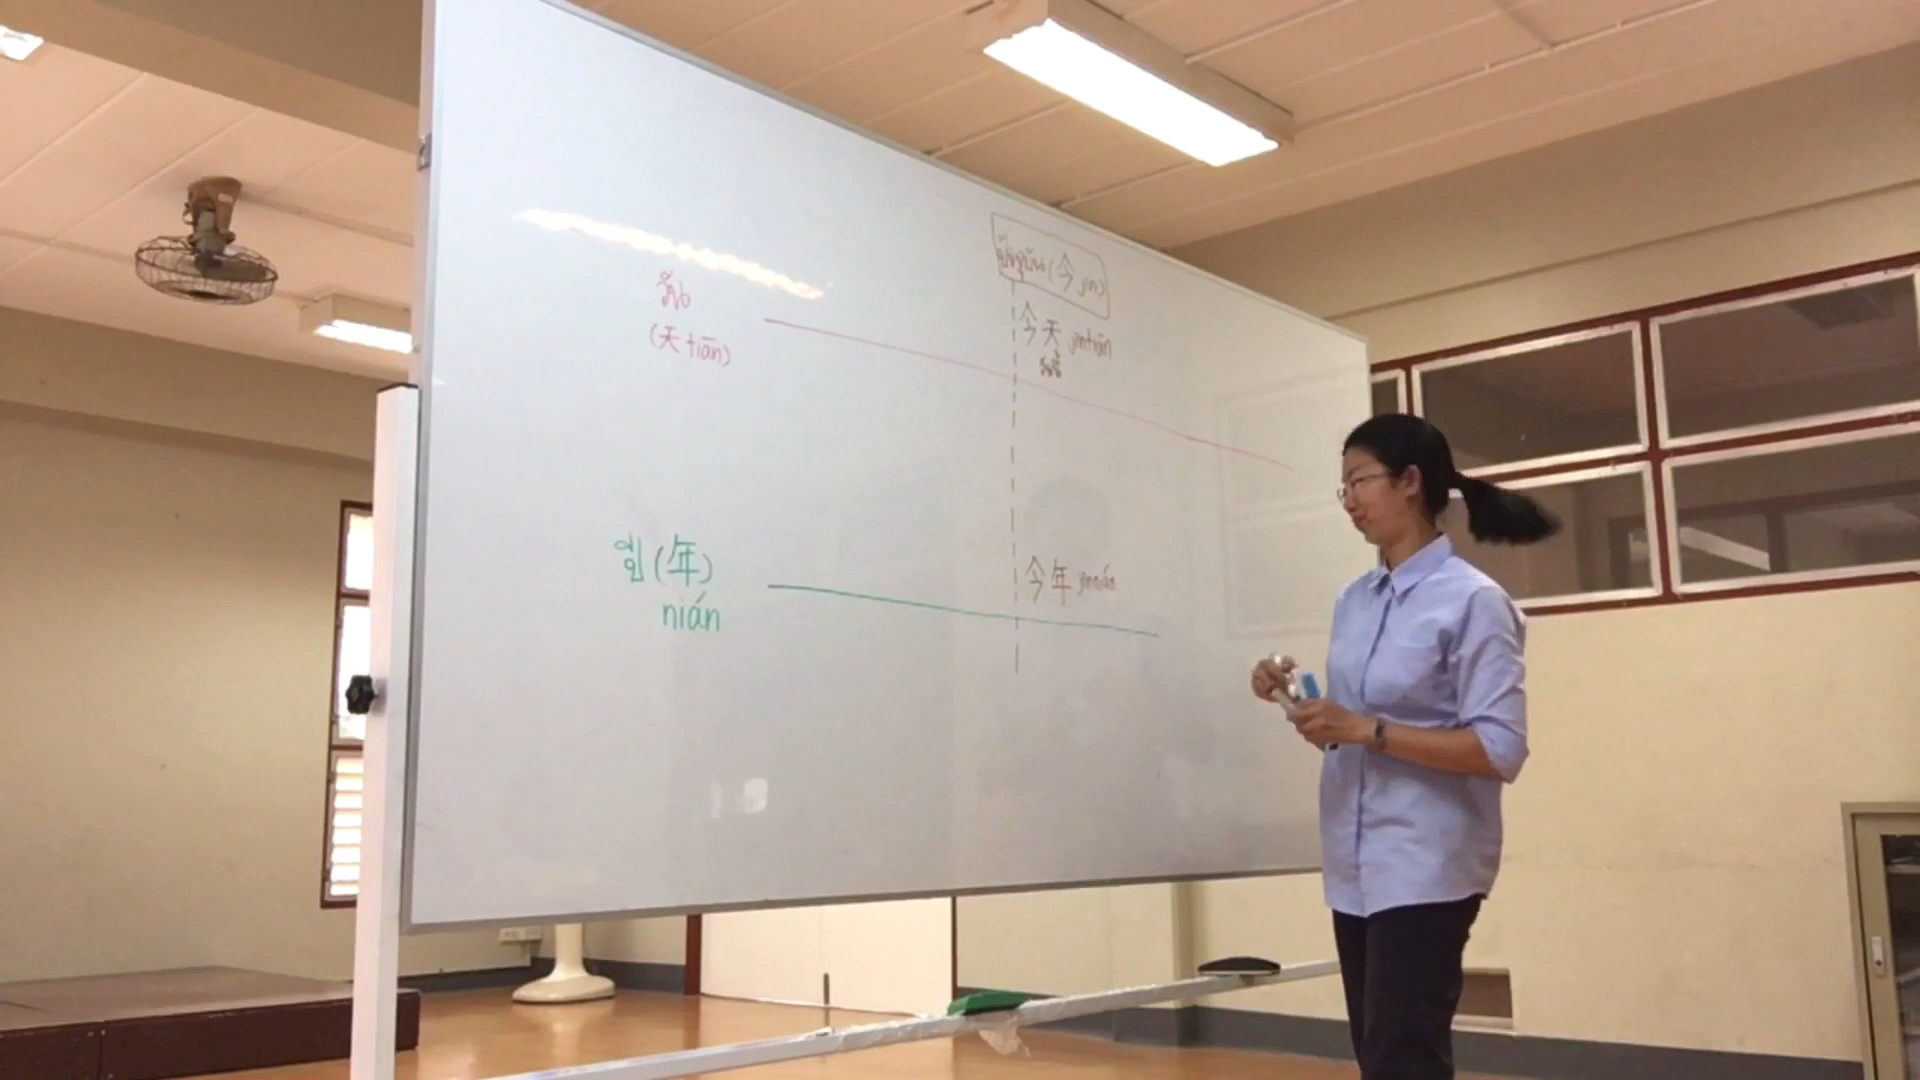 ปัจจุบัน (今 jīn)
วัน
(天 tiān)
今天 jīntiān
วันนี้
ปี (年)
nián
今年 jīnnián